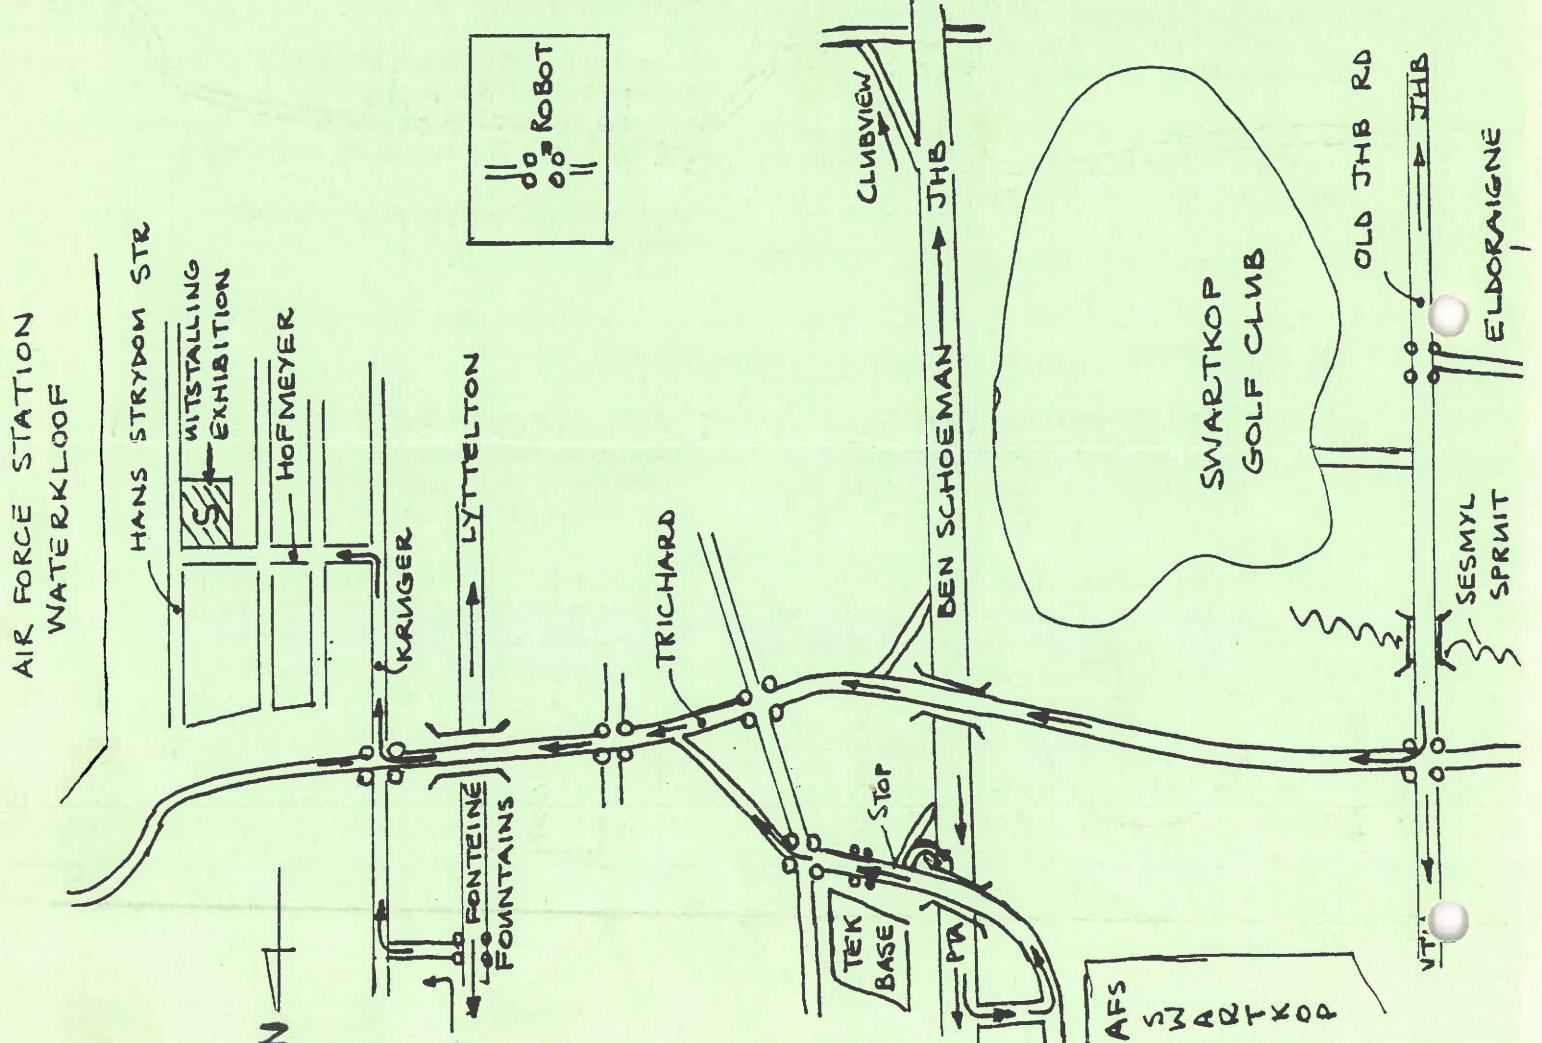 AIR FORCE STATION
WATERKLOOF
HANS STRYDOM STR
UITSTALLING
EXHIBITION
HOFMEYER
S
KRUGER
LYTTELTON
FONTEINE
FOUNTAINS
N
ROBOT
TRICHARD
STOP
TEK
BASE
CLUBVIEW
JHB
BEN SCHOEMAN
PTA
SWARTKOP
GOLF CLUB
AFS
SWARTKOP
OLD JHB RD
JHB
ELDORAIGNE
SESMYL
SPRUIT